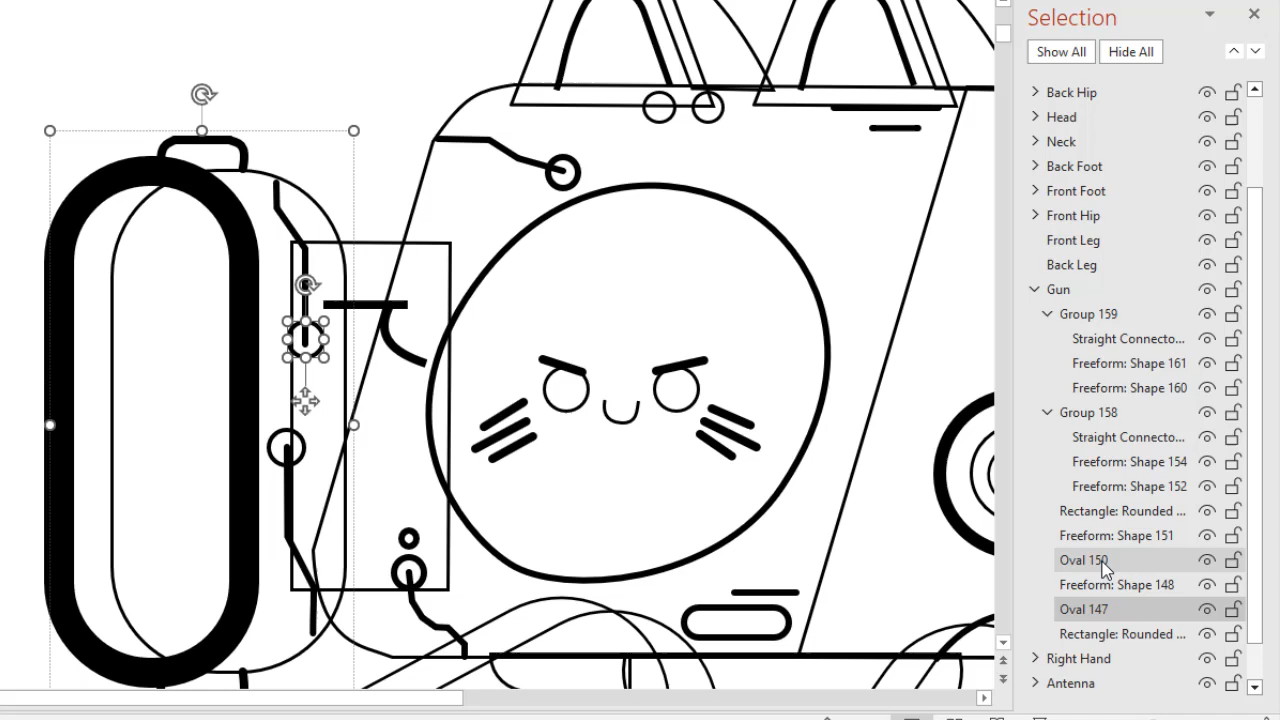 Selection
Show All Hide All
Back Hip
Head
Neck
Back Foot
Front Foot
Front Hip
Front Leg
Back Leg
Gun
Group 159
Straight Connecto...
Freeform: Shape 161
Freeform: Shape 160
Group 158
Straight Connecto...
Freeform: Shape 154
Freeform: Shape 152
Rectangle: Rounded ...
Freeform: Shape 151
Oval 150
Freeform: Shape 148
Oval 147
Rectangle: Rounded ...
Right Hand
Antenna